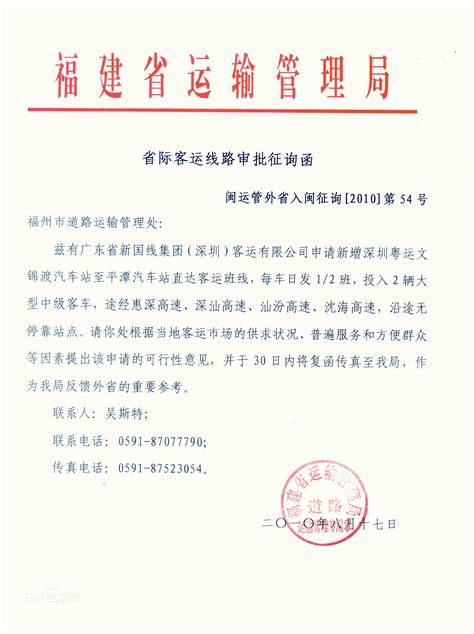 福建省运输管理局
省际客运线路审批征询函
闽运管外省入闽征询[2010]第 54 号
福州市道路运输管理处：
兹有广东省新国线集团（深圳）客运有限公司申请新增深圳粤运文
锦渡汽车站至平潭汽车站直达客运班线，每车日发 1/2 班，投入 2 辆大
型中级客车，途经惠深高速、深汕高速、汕汾高速、沈海高速，沿途无
停靠站点。请你处根据当地客运市场的供求状况、普遍服务和方便群众
等因素提出该申请的可行性意见，并于 30 日内将复函传真至我局，作
为我局反馈外省的重要参考。
联系人：吴斯特；
联系电话：0591-87077790；
传真电话：0591-87523054。
福建省运输管理局
道路
二〇一〇年八月十七日
Bai 百科